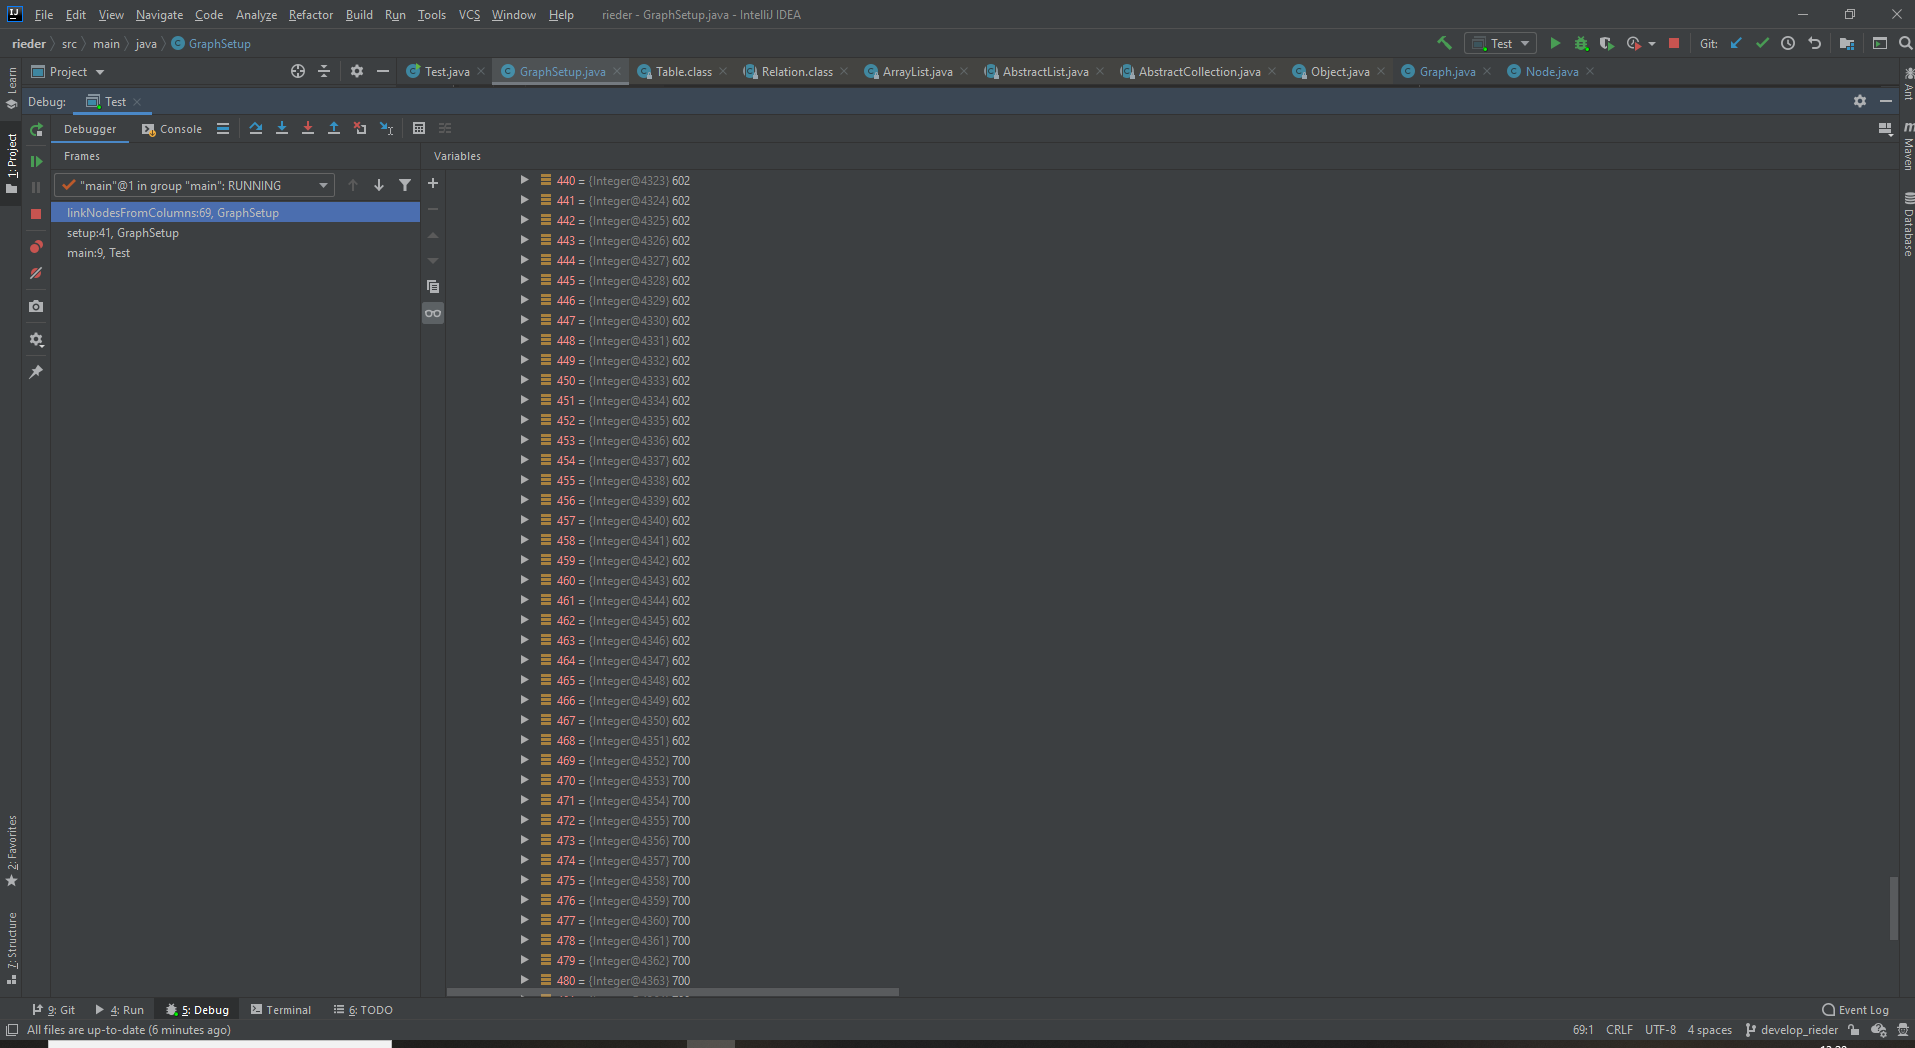 File Edit View Navigate Code Analyze Refactor Build Run Tools VCS Window Help rieder - GraphSetup.java - IntelliJ IDEA
rieder src main java GraphSetup Test Git:
Project Test.java GraphSetup.java Table.class Relation.class ArrayList.java AbstractList.java AbstractCollection.java Object.java Graph.java Node.java
Debug: Test
Debugger Console
Frames Variables
"main"@1 in group "main": RUNNING
linkNodesFromColumns:69, GraphSetup
setup:41, GraphSetup
main:9, Test
440 = {Integer@4323} 602
441 = {Integer@4324} 602
442 = {Integer@4325} 602
443 = {Integer@4326} 602
444 = {Integer@4327} 602
445 = {Integer@4328} 602
446 = {Integer@4329} 602
447 = {Integer@4330} 602
448 = {Integer@4331} 602
449 = {Integer@4332} 602
450 = {Integer@4333} 602
451 = {Integer@4334} 602
452 = {Integer@4335} 602
453 = {Integer@4336} 602
454 = {Integer@4337} 602
455 = {Integer@4338} 602
456 = {Integer@4339} 602
457 = {Integer@4340} 602
458 = {Integer@4341} 602
459 = {Integer@4342} 602
460 = {Integer@4343} 602
461 = {Integer@4344} 602
462 = {Integer@4345} 602
463 = {Integer@4346} 602
464 = {Integer@4347} 602
465 = {Integer@4348} 602
466 = {Integer@4349} 602
467 = {Integer@4350} 602
468 = {Integer@4351} 602
469 = {Integer@4352} 700
470 = {Integer@4353} 700
471 = {Integer@4354} 700
472 = {Integer@4355} 700
473 = {Integer@4356} 700
474 = {Integer@4357} 700
475 = {Integer@4358} 700
476 = {Integer@4359} 700
477 = {Integer@4360} 700
478 = {Integer@4361} 700
479 = {Integer@4362} 700
480 = {Integer@4363} 700
Learn
1: Project
2: Favorites
7: Structure
Ant
Maven
Database
9: Git 4: Run 5: Debug Terminal 6: TODO Event Log
All files are up-to-date (6 minutes ago) 69:1 CRLF UTF-8 4 spaces develop_rieder